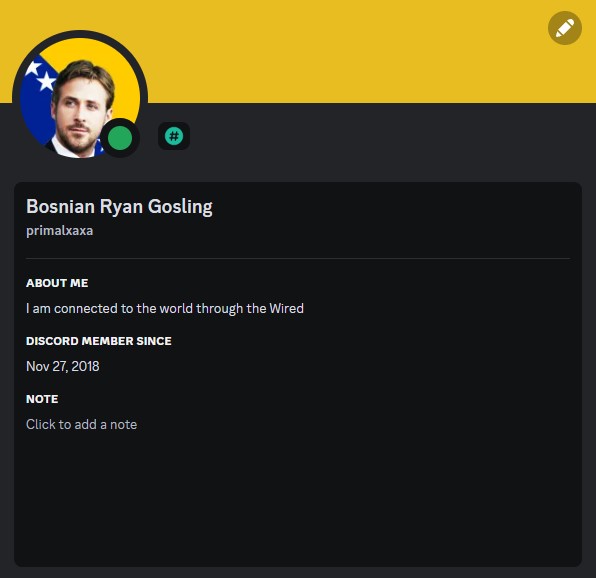 #
Bosnian Ryan Gosling
primalxaxa
ABOUT ME
I am connected to the world through the Wired
DISCORD MEMBER SINCE
Nov 27, 2018
NOTE
Click to add a note